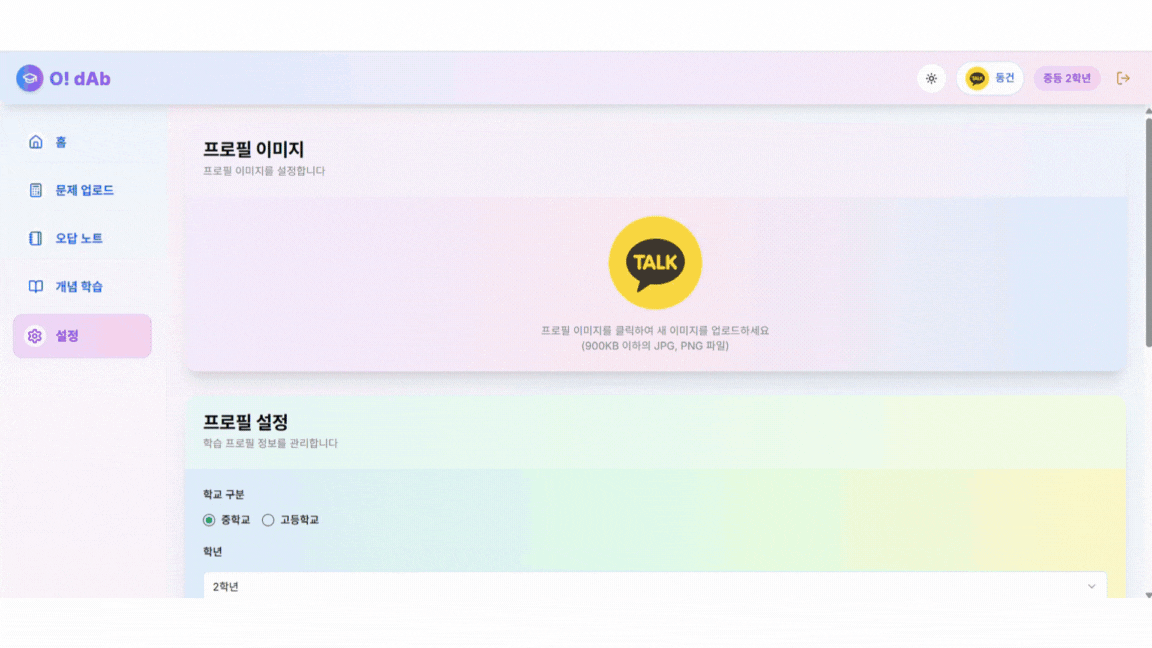 O! dAb
TALK
동건
중등 2학년
홈
문제 업로드
오답 노트
개념 학습
설정
프로필 이미지
프로필 이미지를 설정합니다
TALK
프로필 이미지를 클릭하여 새 이미지를 업로드하세요
(900KB 이하의 JPG, PNG 파일)
프로필 설정
학습 프로필 정보를 관리합니다
학교 구분
중학교 고등학교
학년
2학년